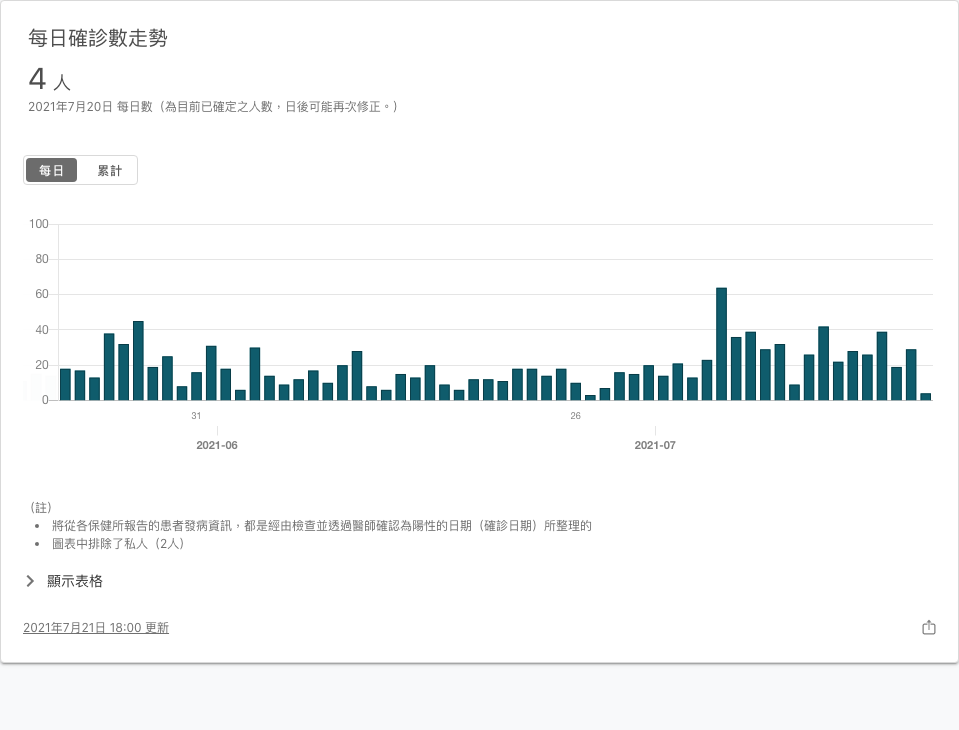 每日確診數走勢
4 人
2021年7月20日 每日數（為目前已確定之人數，日後可能再次修正。）
每日 累計
100
80
60
40
20
0
31 26
2021-06 2021-07
（註）
• 將從各保健所報告的患者發病資訊，都是經由檢查並透過醫師確認為陽性的日期（確診日期）所整理的
• 圖表中排除了私人（2人）
顯示表格
2021年7月21日 18:00 更新